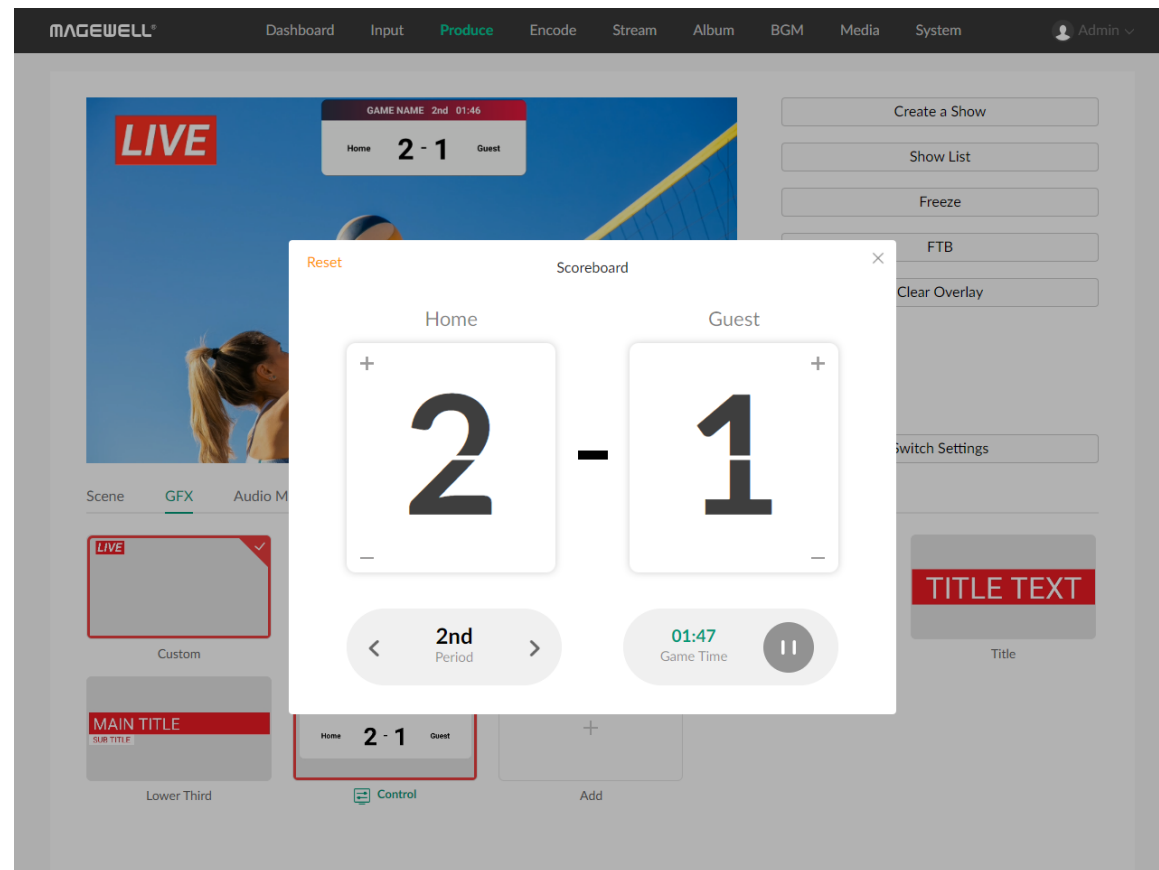 MAGEWELL®
Dashboard Input Produce Encode Stream Album BGM Media System Admin
LIVE
GAME NAME 2nd 01:46
Home 2 - 1 Guest
Create a Show
Show List
Freeze
FTB
Clear Overlay
Switch Settings
Reset
Scoreboard
Home Guest
+ +
2 - 1
– –
2nd
Period
01:47
Game Time
Scene GFX Audio M
LIVE
Custom
TITLE TEXT
Title
MAIN TITLE
SUB TITLE
Lower Third
Home 2 - 1 Guest
Control
+
Add